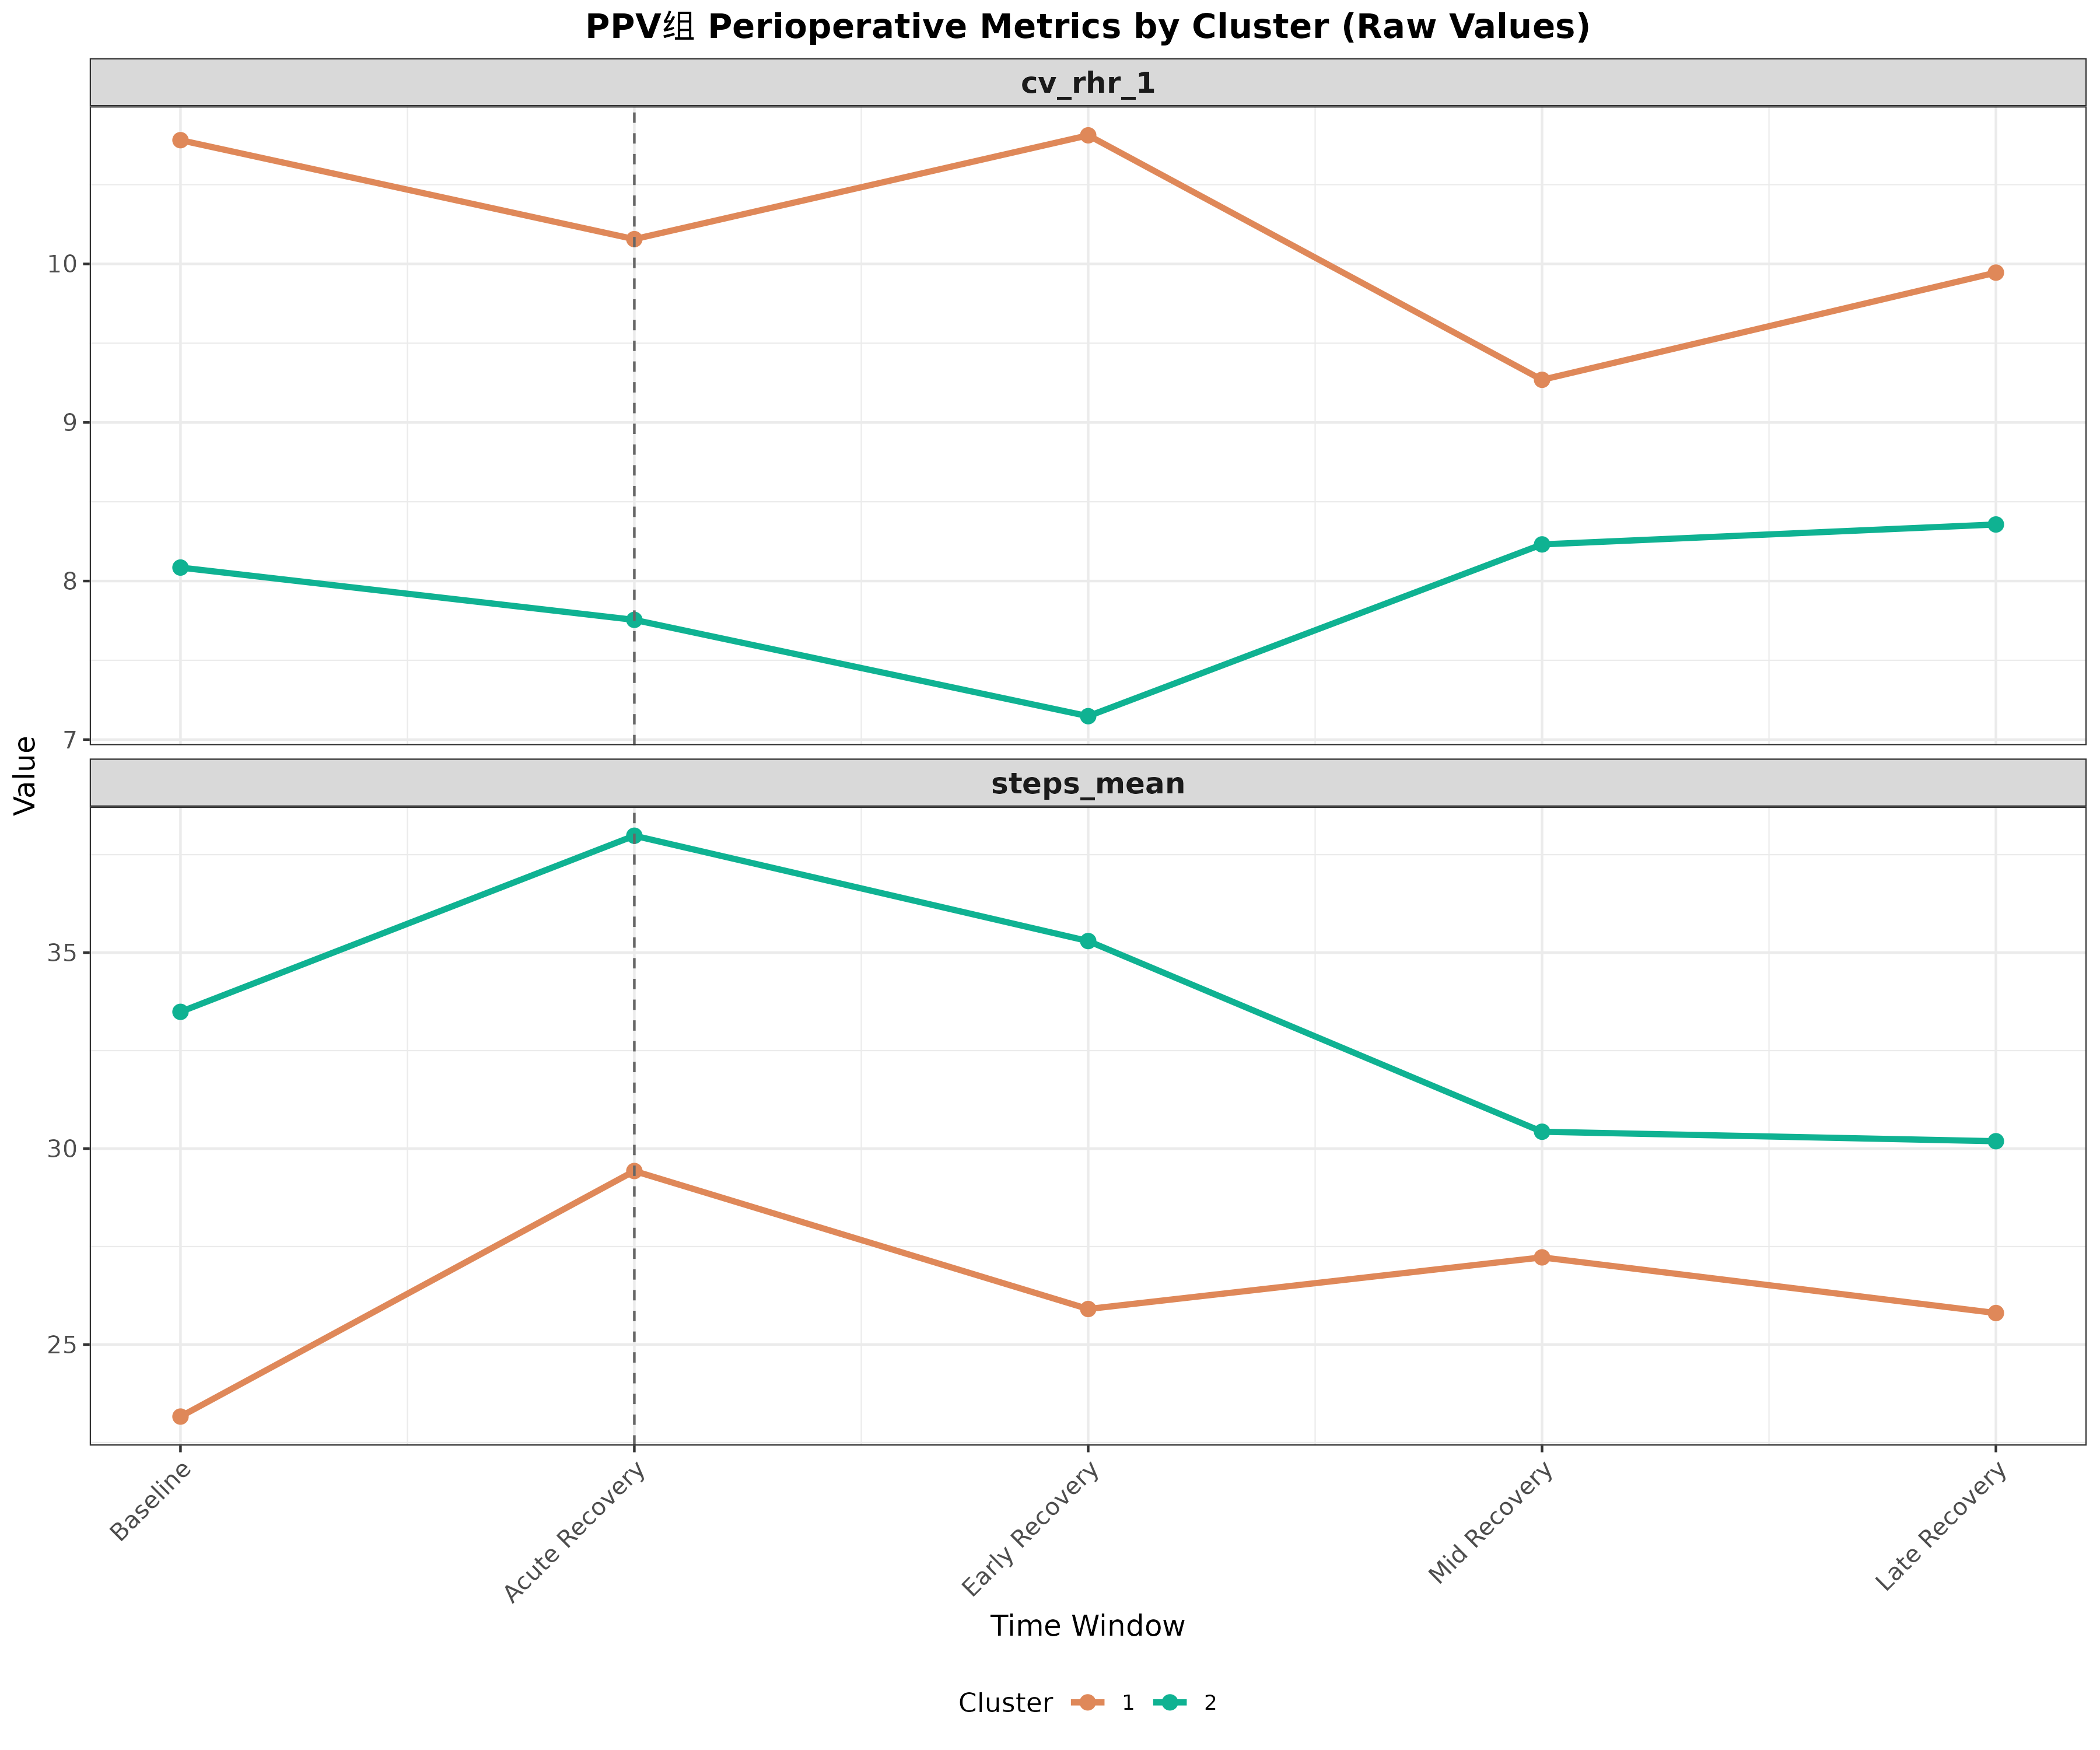 PPV组 Perioperative Metrics by Cluster (Raw Values)
cv_rhr_1
10
9
8
7
Value
steps_mean
35
30
25
Baseline
Acute Recovery
Early Recovery
Mid Recovery
Late Recovery
Time Window
Cluster 1 2